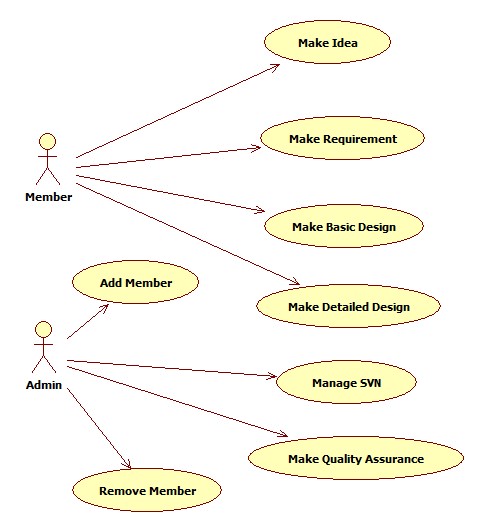 Make Idea
Make Requirement
Member
Make Basic Design
Add Member
Make Detailed Design
Admin
Manage SVN
Make Quality Assurance
Remove Member